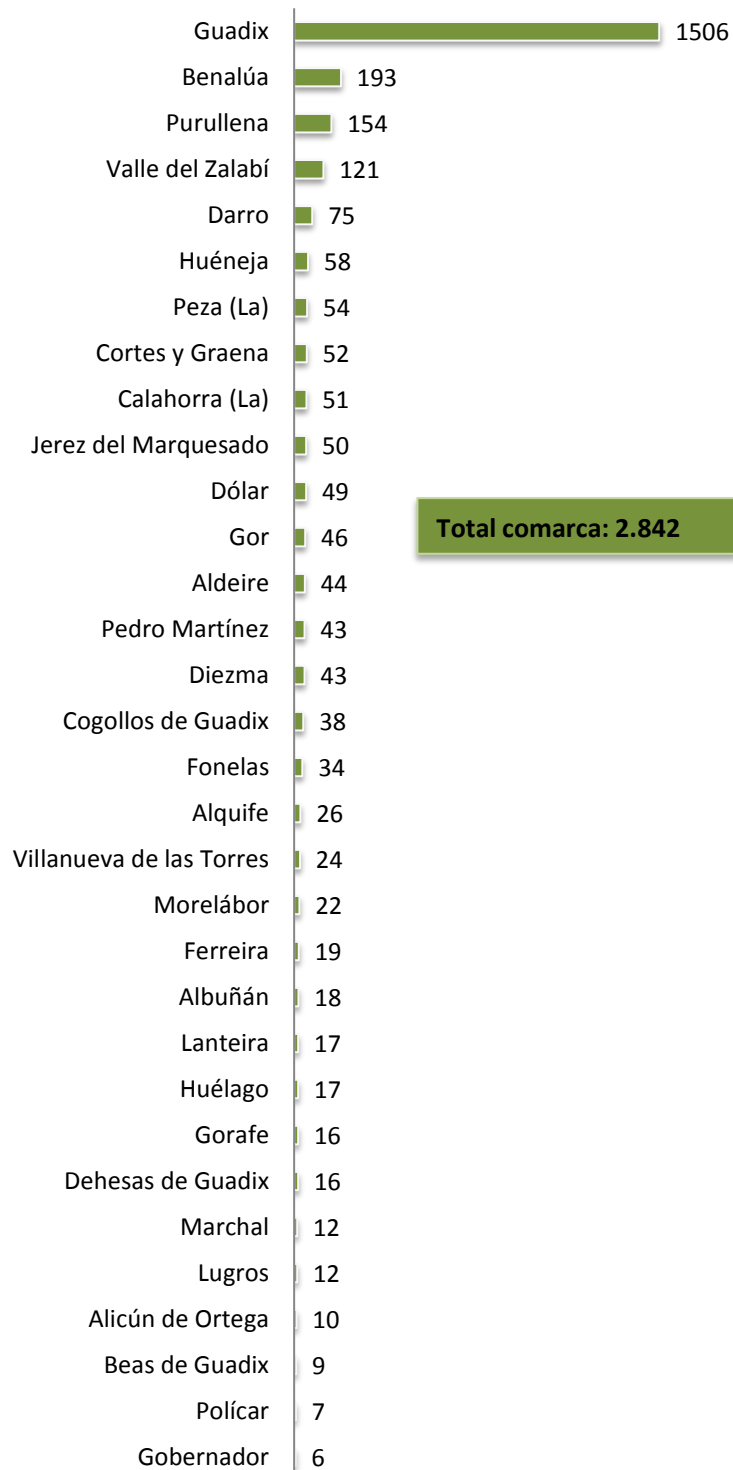 Guadix 1506
Benalúa 193
Purullena 154
Valle del Zalabí 121
Darro 75
Huéneja 58
Peza (La) 54
Cortes y Graena 52
Calahorra (La) 51
Jerez del Marquesado 50
Dólar 49
Total comarca: 2.842
Gor 46
Aldeire 44
Pedro Martínez 43
Diezma 43
Cogollos de Guadix 38
Fonelas 34
Alquife 26
Villanueva de las Torres 24
Morelábor 22
Ferreira 19
Albuñán 18
Lanteira 17
Huélago 17
Gorafe 16
Dehesas de Guadix 16
Marchal 12
Lugros 12
Alicún de Ortega 10
Beas de Guadix 9
Polícar 7
Gobernador 6